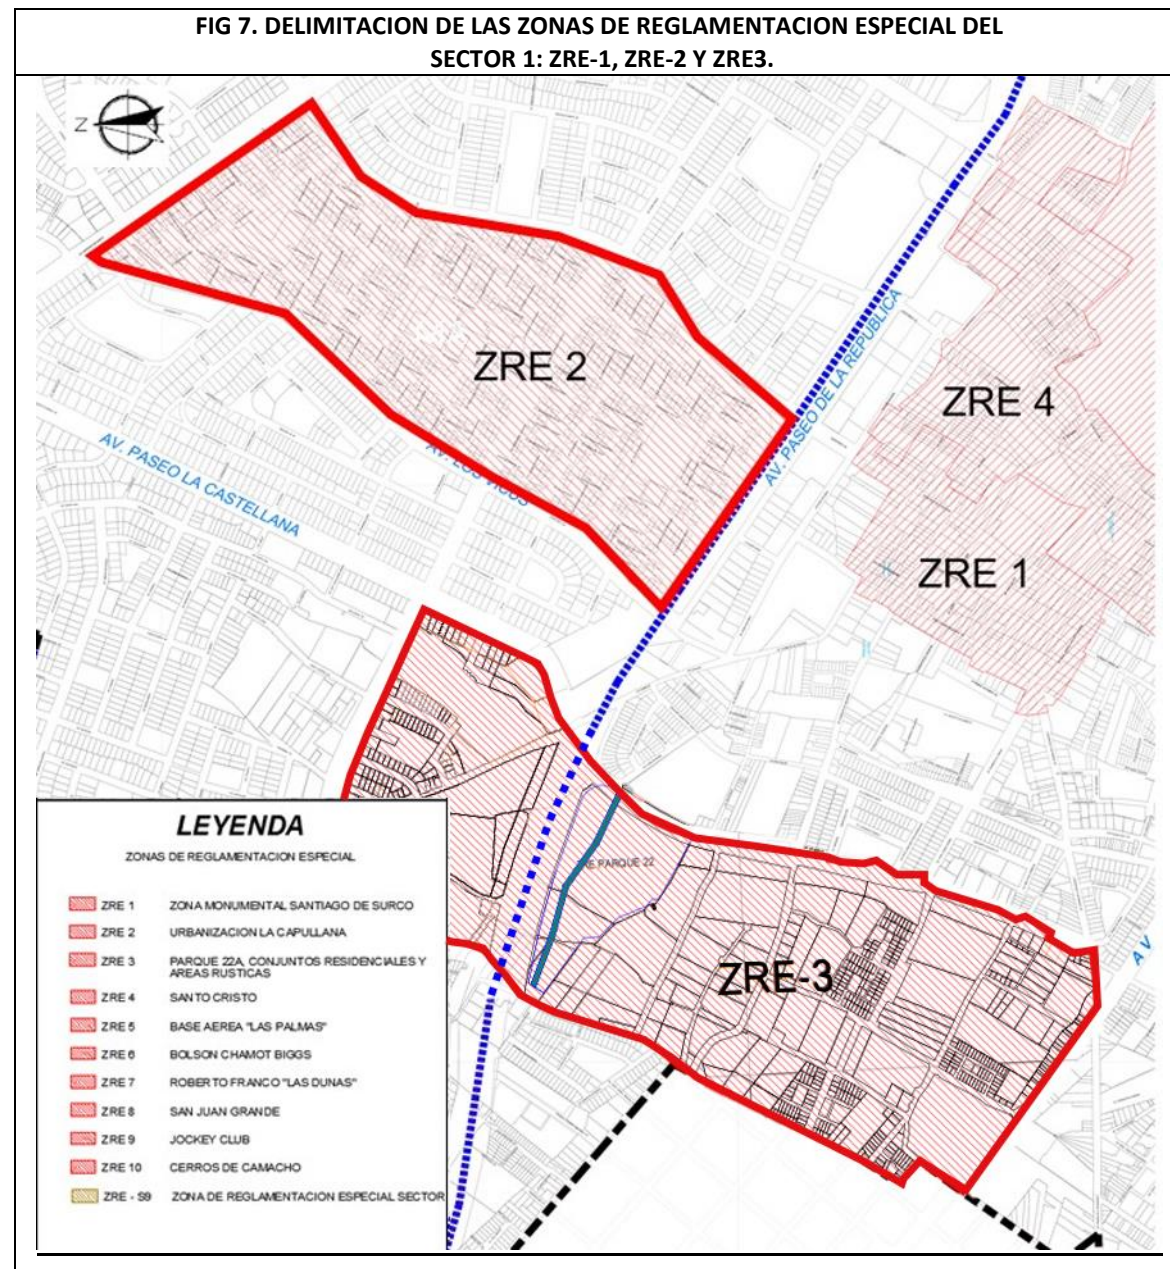 FIG 7. DELIMITACION DE LAS ZONAS DE REGLAMENTACION ESPECIAL DEL
SECTOR 1: ZRE-1, ZRE-2 Y ZRE3.
Z
ZRE 2
AV. PASEO DE LA REPUBLICA
ZRE 4
AV. PASEO LA CASTELLANA
ZRE 1
PARQUE 22
ZRE-3
AV
LEYENDA
ZONAS DE REGLAMENTACION ESPECIAL
ZRE 1 ZONA MONUMENTAL SANTIAGO DE SURCO
ZRE 2 URBANIZACION LA CAPULLANA
ZRE 3 PARQUE 22A, CONJUNTOS RESIDENCIALES Y
AREAS RUSTICAS
ZRE 4 SANTO CRISTO
ZRE 5 BASE AEREA "LAS PALMAS"
ZRE 6 BOLSON CHAMOT BIGGS
ZRE 7 ROBERTO FRANCO "LAS DUNAS"
ZRE 8 SAN JUAN GRANDE
ZRE 9 JOCKEY CLUB
ZRE 10 CERROS DE CAMACHO
ZRE - S9 ZONA DE REGLAMENTACION ESPECIAL SECTOR